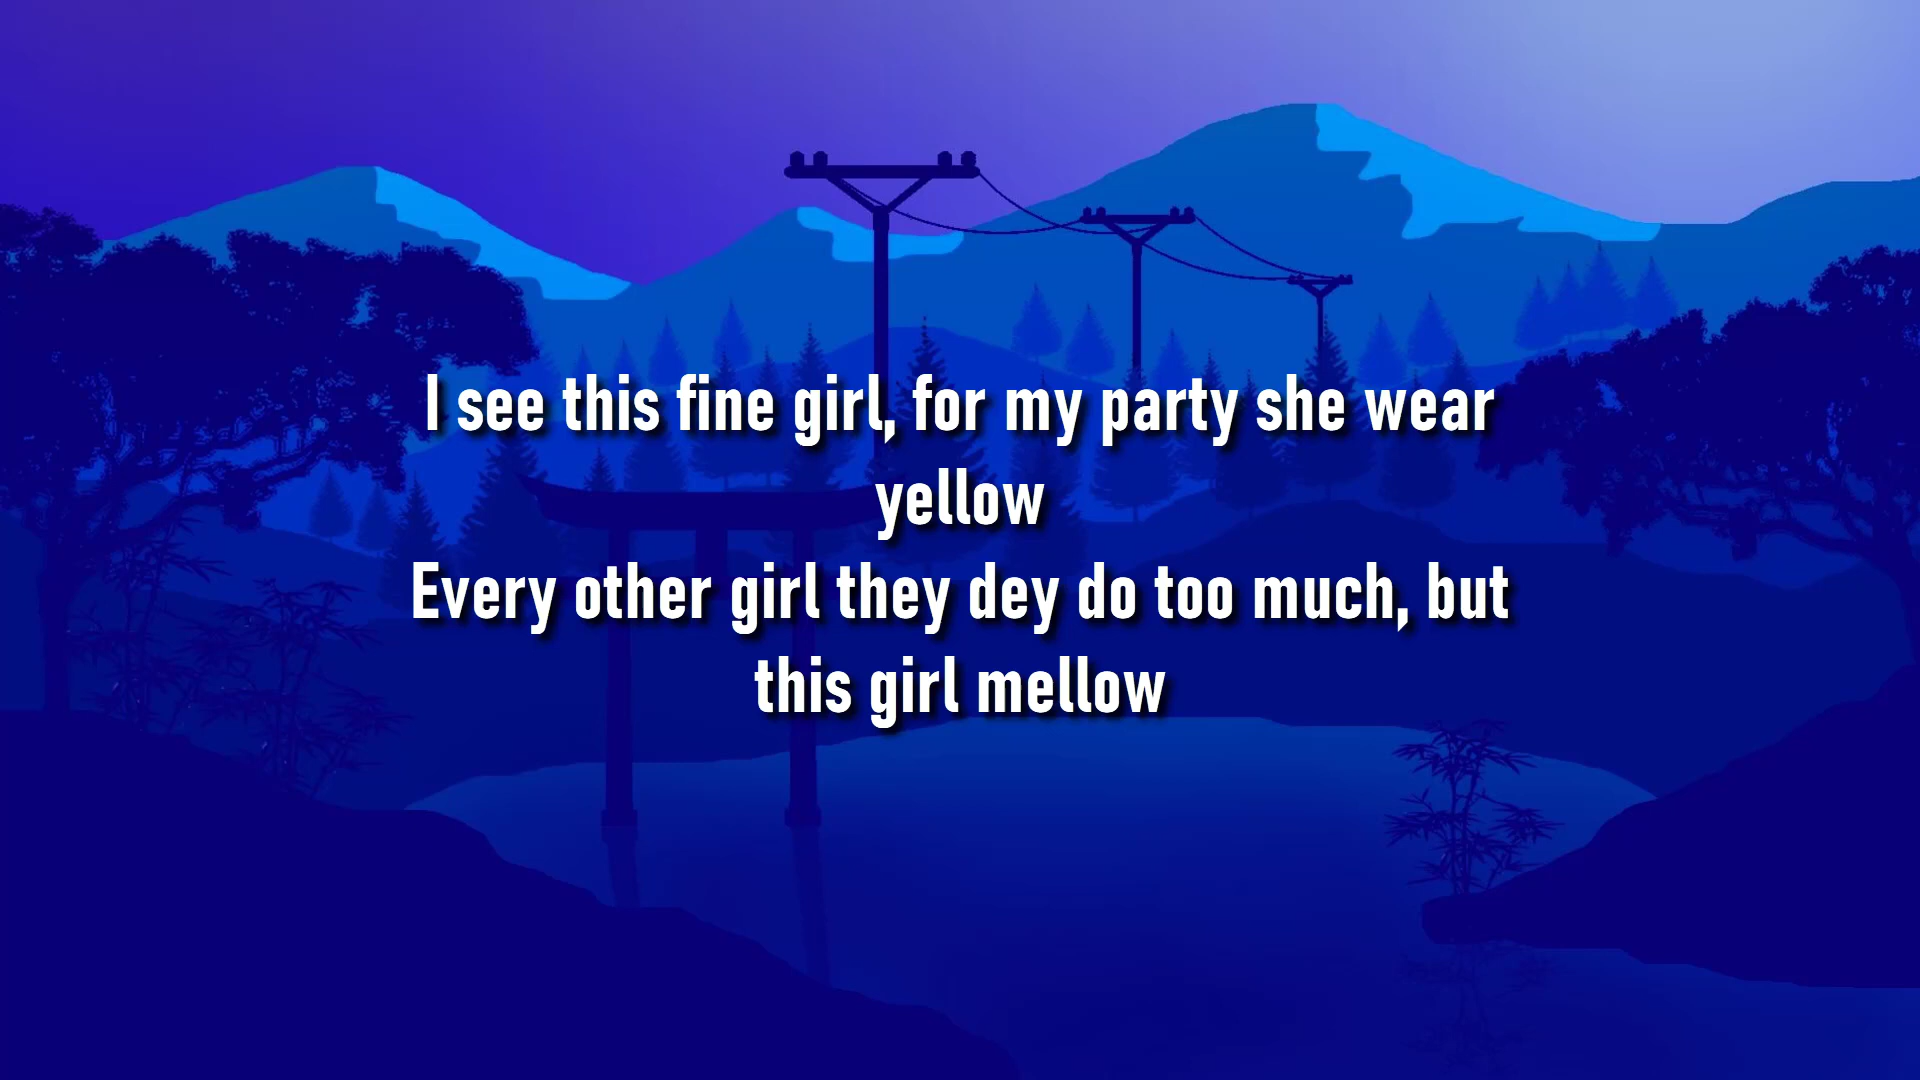 I see this fine girl, for my party she wear
yellow
Every other girl they dey do too much, but
this girl mellow